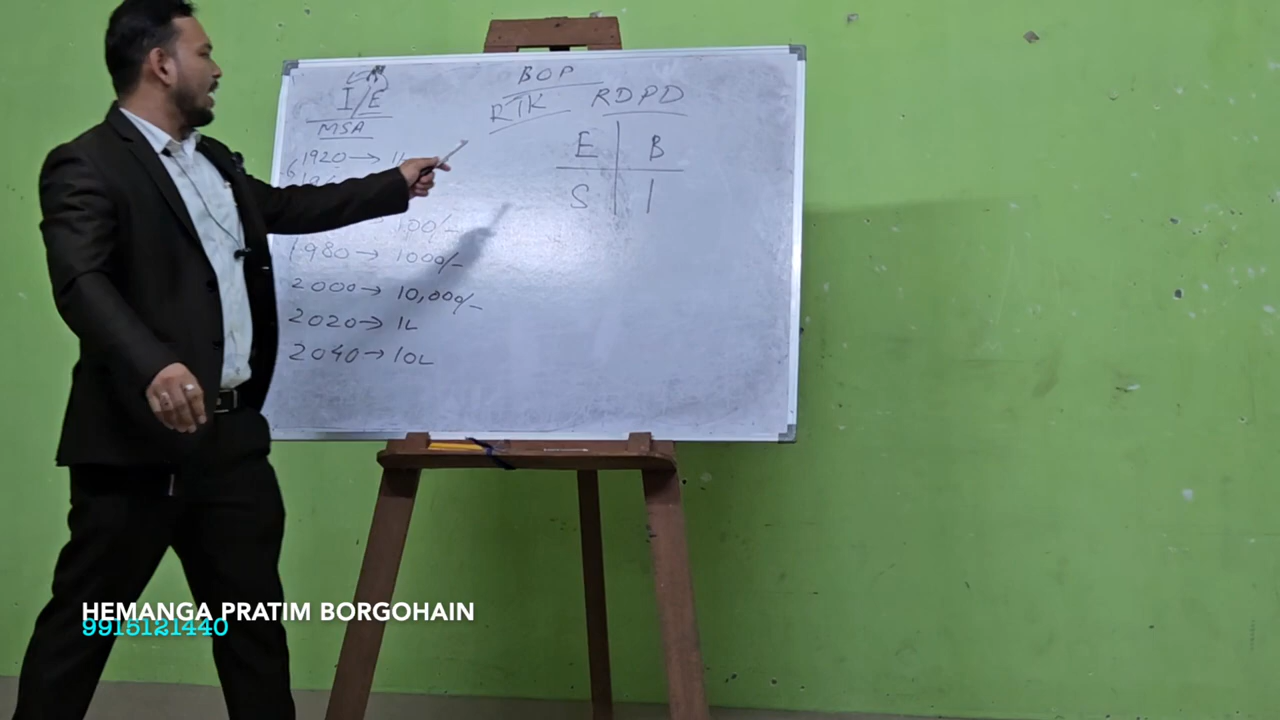 I/E
MSA
1920→
100/-
1980→ 1000/-
2000→ 10,000/-
2020→ 1L
2040→ 10L
BOP
RTK RDPD
E B
S I
HEMANGA PRATIM BORGOHAIN
9915121440